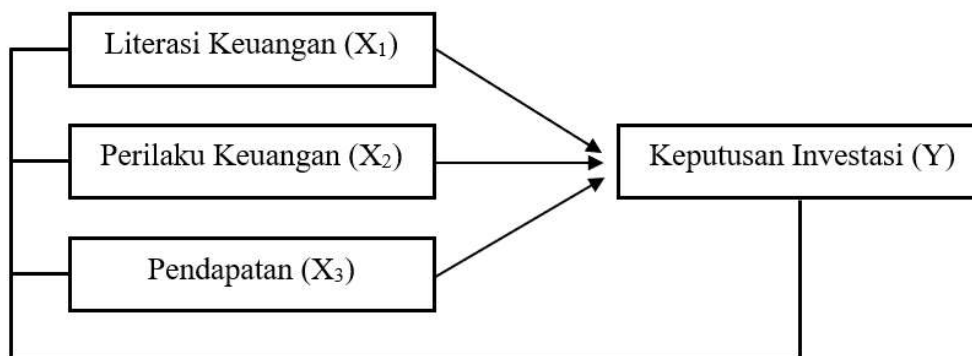 Literasi Keuangan (X₁)
Perilaku Keuangan (X₂)
Keputusan Investasi (Y)
Pendapatan (X₃)